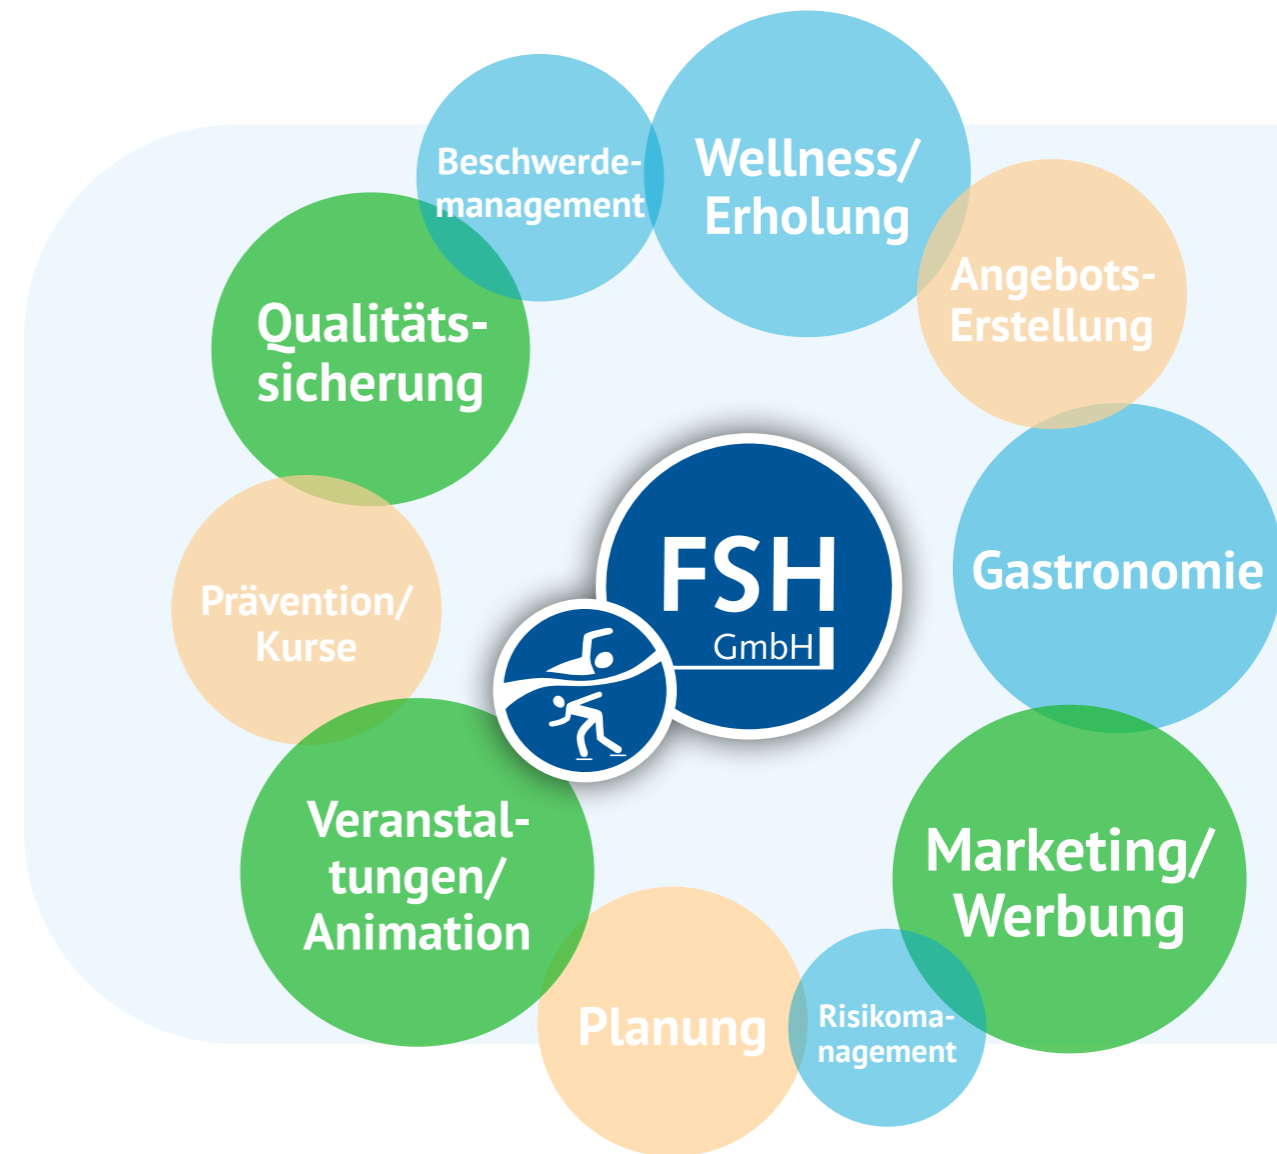 Beschwerde-
management
Wellness/
Erholung
Angebots-
Erstellung
Qualitäts-
sicherung
Gastronomie
FSH
GmbH
Prävention/
Kurse
Veranstal-
tungen/
Animation
Marketing/
Werbung
Planung
Risikoma-
nagement